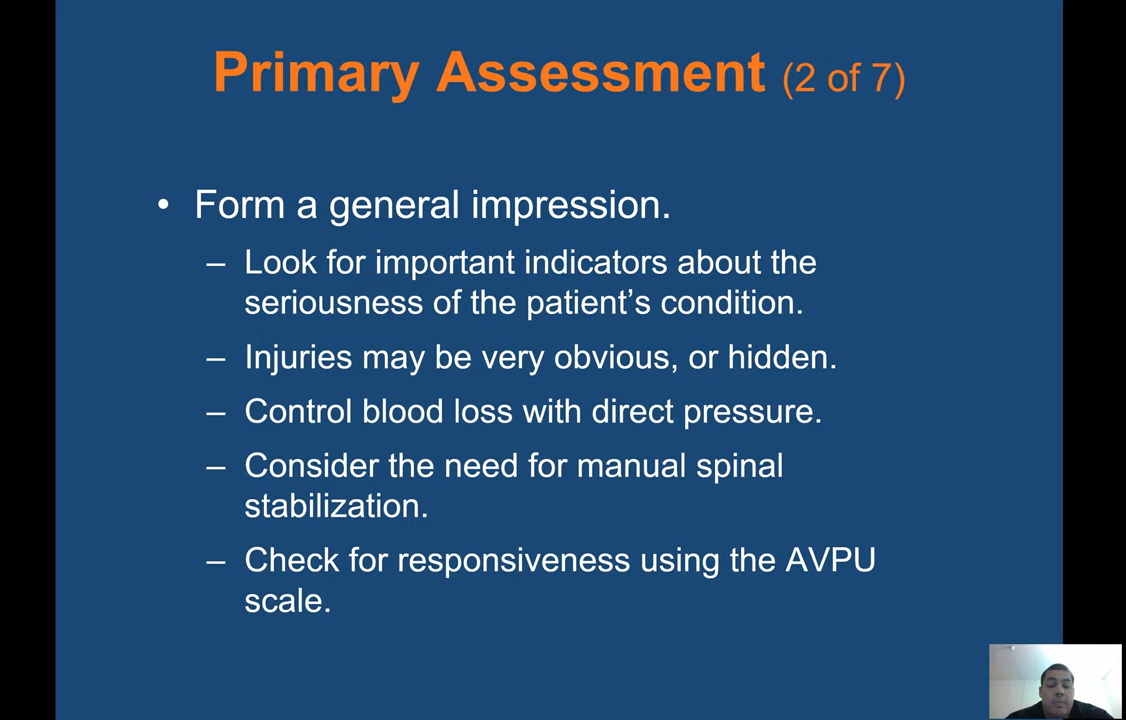 Primary Assessment (2 of 7)
• Form a general impression.
– Look for important indicators about the
seriousness of the patient’s condition.
– Injuries may be very obvious, or hidden.
– Control blood loss with direct pressure.
– Consider the need for manual spinal
stabilization.
– Check for responsiveness using the AVPU
scale.